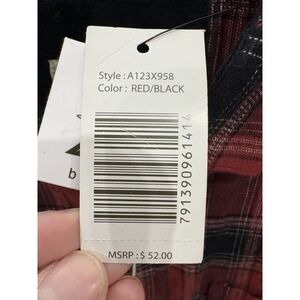 Style : A123X958
Color : RED/BLACK
791390961414
MSRP : $ 52.00
b